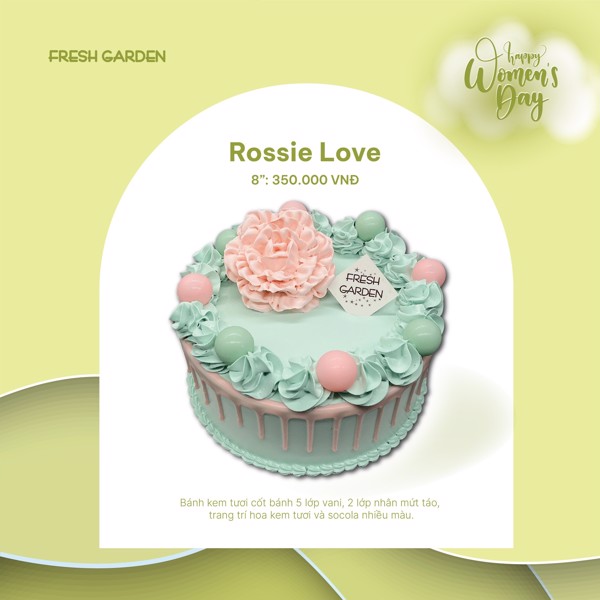 FRESH GARDEN
happy
Women's
Day
Rossie Love
8": 350.000 VNĐ
FRESH
GARDEN
Bánh kem tươi cốt bánh 5 lớp vani, 2 lớp nhân mứt táo,
trang trí hoa kem tươi và socola nhiều màu.